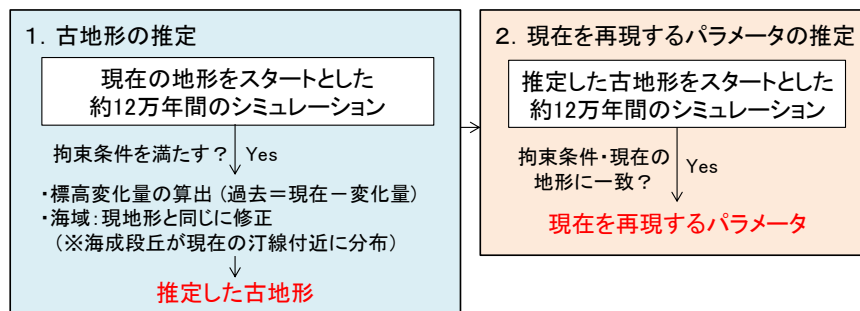 1. 古地形の推定
現在の地形をスタートとした
約12万年間のシミュレーション
拘束条件を満たす？ Yes
・標高変化量の算出 (過去＝現在－変化量)
・海域：現地形と同じに修正
(※海成段丘が現在の汀線付近に分布)
推定した古地形
2. 現在を再現するパラメータの推定
推定した古地形をスタートとした
約12万年間のシミュレーション
拘束条件・現在の
地形に一致？
Yes
現在を再現するパラメータ